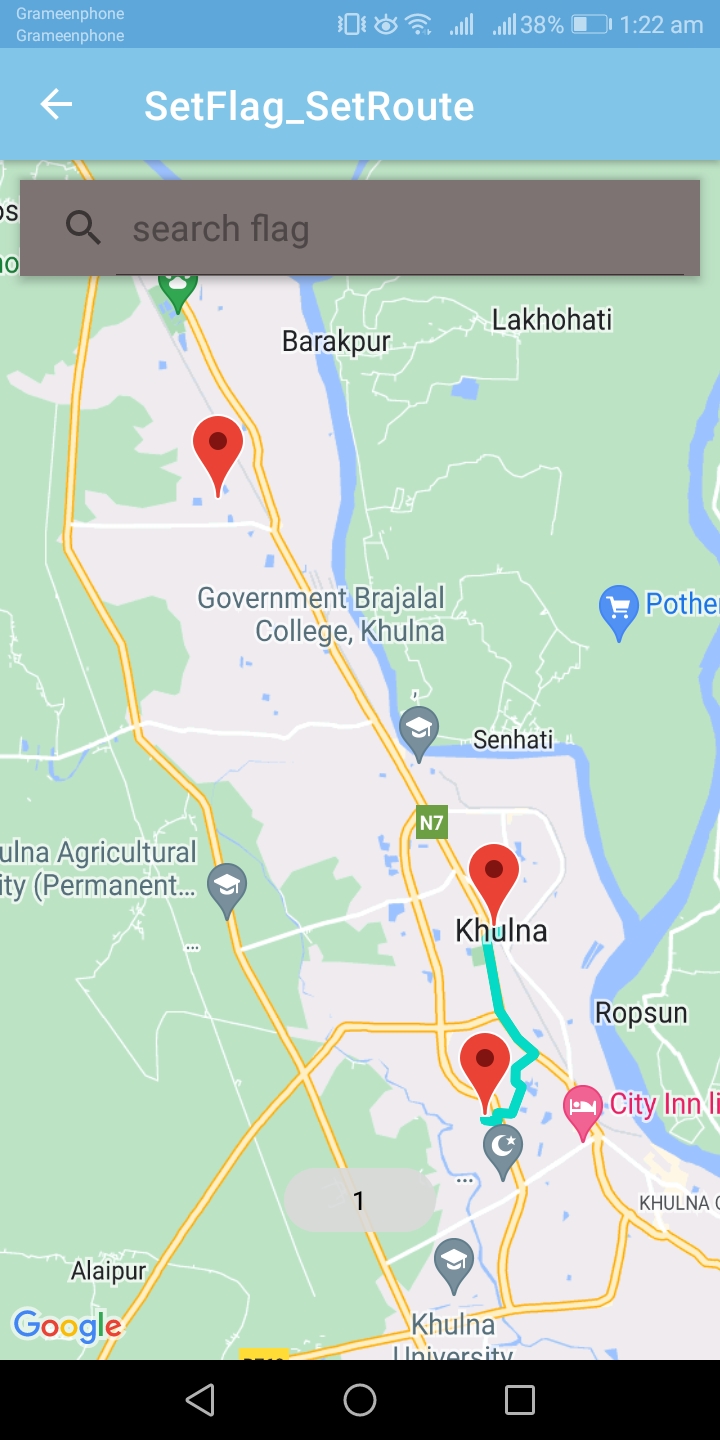 Grameenphone
Grameenphone
38%
1:22 am
SetFlag_SetRoute
search flag
Lakhohati
Barakpur
Government Brajalal
College, Khulna
Pother
Senhati
N7
ulna Agricultural
ity (Permanent...
Khulna
...
Ropsun
City Inn li
...
1
KHULNA
Alaipur
Google
Khulna
University